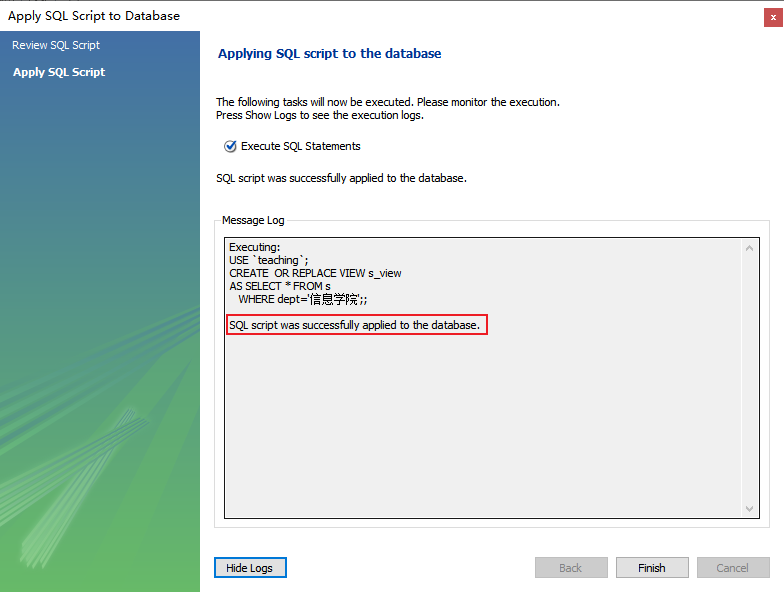 Apply SQL Script to Database
x
Review SQL Script
Apply SQL Script
Applying SQL script to the database
The following tasks will now be executed. Please monitor the execution.
Press Show Logs to see the execution logs.
Execute SQL Statements
SQL script was successfully applied to the database.
Message Log
Executing:
USE `teaching`;
CREATE  OR REPLACE VIEW s_view
AS SELECT * FROM s
   WHERE dept='信息学院';;
SQL script was successfully applied to the database.
Hide Logs
Back
Finish
Cancel